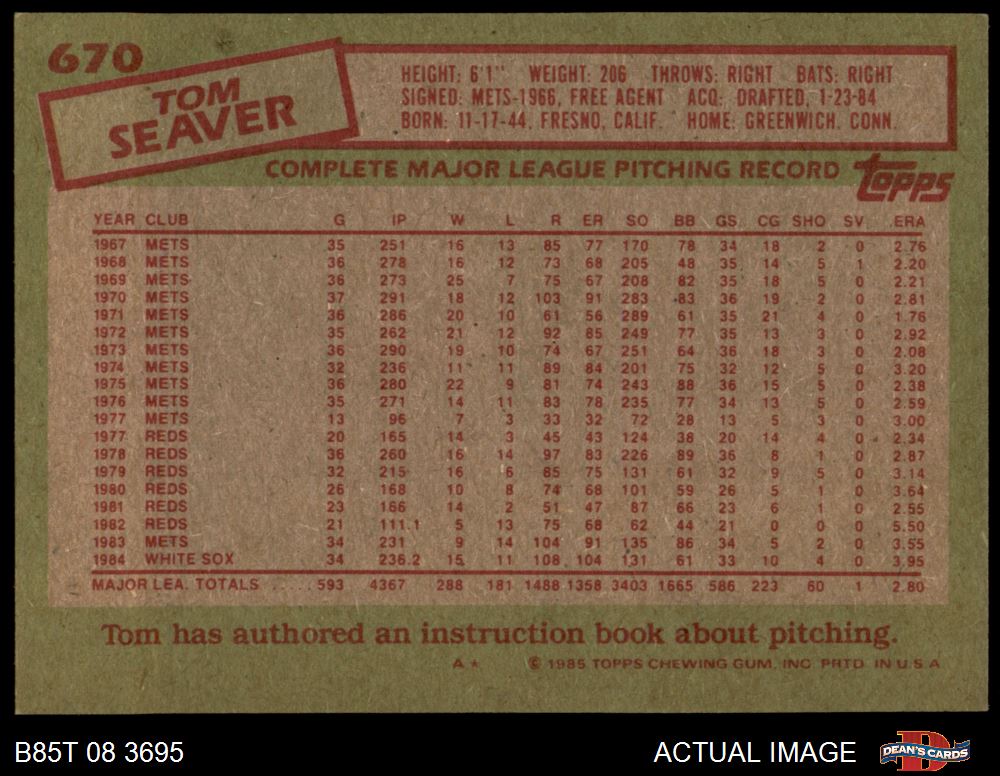 670
TOM
SEAVER
HEIGHT: 6'1" WEIGHT: 206 THROWS: RIGHT BATS: RIGHT
SIGNED: METS-1966, FREE AGENT ACQ: DRAFTED, 1-23-84
BORN: 11-17-44, FRESNO, CALIF. HOME: GREENWICH, CONN.
COMPLETE MAJOR LEAGUE PITCHING RECORD
TOPPS
YEAR CLUB G IP W L R ER SO BB GS CG SHO SV ERA
1967 METS 35 251 16 13 85 77 170 78 34 18 2 0 2.76
1968 METS 36 278 16 12 73 68 205 48 35 14 5 1 2.20
1969 METS 36 273 25 7 75 67 208 82 35 18 5 0 2.21
1970 METS 37 291 18 12 103 91 283 83 36 19 2 0 2.81
1971 METS 36 286 20 10 61 56 289 61 35 21 4 0 1.76
1972 METS 35 262 21 12 92 85 249 77 35 13 3 0 2.92
1973 METS 36 290 19 10 74 67 251 64 36 18 3 0 2.08
1974 METS 32 236 11 11 89 84 201 75 32 12 5 0 3.20
1975 METS 36 280 22 9 81 74 243 88 36 15 5 0 2.38
1976 METS 35 271 14 11 83 78 235 77 34 13 5 0 2.59
1977 METS 13 96 7 3 33 32 72 28 13 5 3 0 3.00
1977 REDS 20 165 14 3 45 43 124 38 20 14 4 0 2.34
1978 REDS 36 260 16 14 97 83 226 89 36 8 1 0 2.87
1979 REDS 32 215 16 6 85 75 131 61 32 9 5 0 3.14
1980 REDS 26 168 10 8 74 68 101 59 26 5 1 0 3.64
1981 REDS 23 166 14 2 51 47 87 66 23 6 1 0 2.55
1982 REDS 21 111.1 5 13 75 68 62 44 21 0 0 0 5.50
1983 METS 34 231 9 14 104 91 135 86 34 5 2 0 3.55
1984 WHITE SOX 34 236.2 15 11 108 104 131 61 33 10 4 0 3.95
MAJOR LEA. TOTALS ..... 593 4367 288 181 1488 1358 3403 1665 586 223 60 1 2.80
Tom has authored an instruction book about pitching.
A* © 1985 TOPPS CHEWING GUM, INC. PRTD. IN U.S.A.
B85T 08 3695 ACTUAL IMAGE DEAN'S CARDS